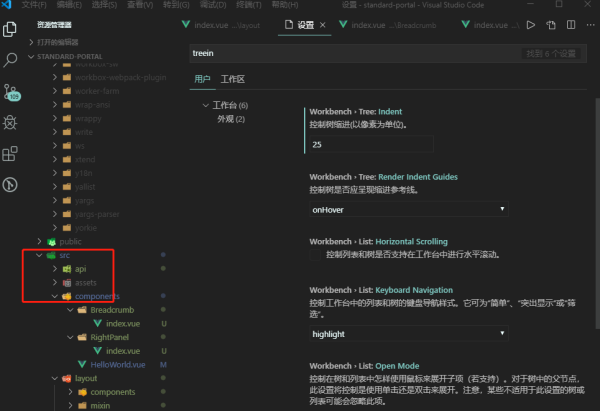 文件(F) 编辑(E) 选择(S) 查看(V) 转到(G) 调试(D) 终端(T) 帮助(H)
设置 - standard-portal - Visual Studio Code
资源管理器
index.vue ...\layout
设置
index.vue ...\Breadcrumb
index.vue
打开的编辑器
STANDARD-PORTAL
workbox-sw
workbox-webpack-plugin
worker-farm
wrap-ansi
wrappy
write
ws
xtend
y18n
yallist
yargs
yargs-parser
yorkie
public
src
api
assets
components
Breadcrumb
index.vue U
RightPanel
index.vue U
HelloWorld.vue M
layout
components
mixin
109
treein
找到 6 个设置
用户 工作区
工作台 (6)
外观 (2)
Workbench › Tree: Indent
控制树缩进(以像素为单位)。
25
Workbench › Tree: Render Indent Guides
控制树是否应呈现缩进参考线。
onHover
Workbench › List: Horizontal Scrolling
控制列表和树是否支持在工作台中进行水平滚动。
Workbench › List: Keyboard Navigation
控制工作台中的列表和树的键盘导航样式。它可为“简单”、“突出显示”或“筛
选”。
highlight
Workbench › List: Open Mode
控制在树和列表中怎样使用鼠标来展开子项（若支持）。对于树中的父节点，
此设置将控制是使用单击还是双击来展开。注意，某些不适用于此设置的树或
列表可能会忽略此项。